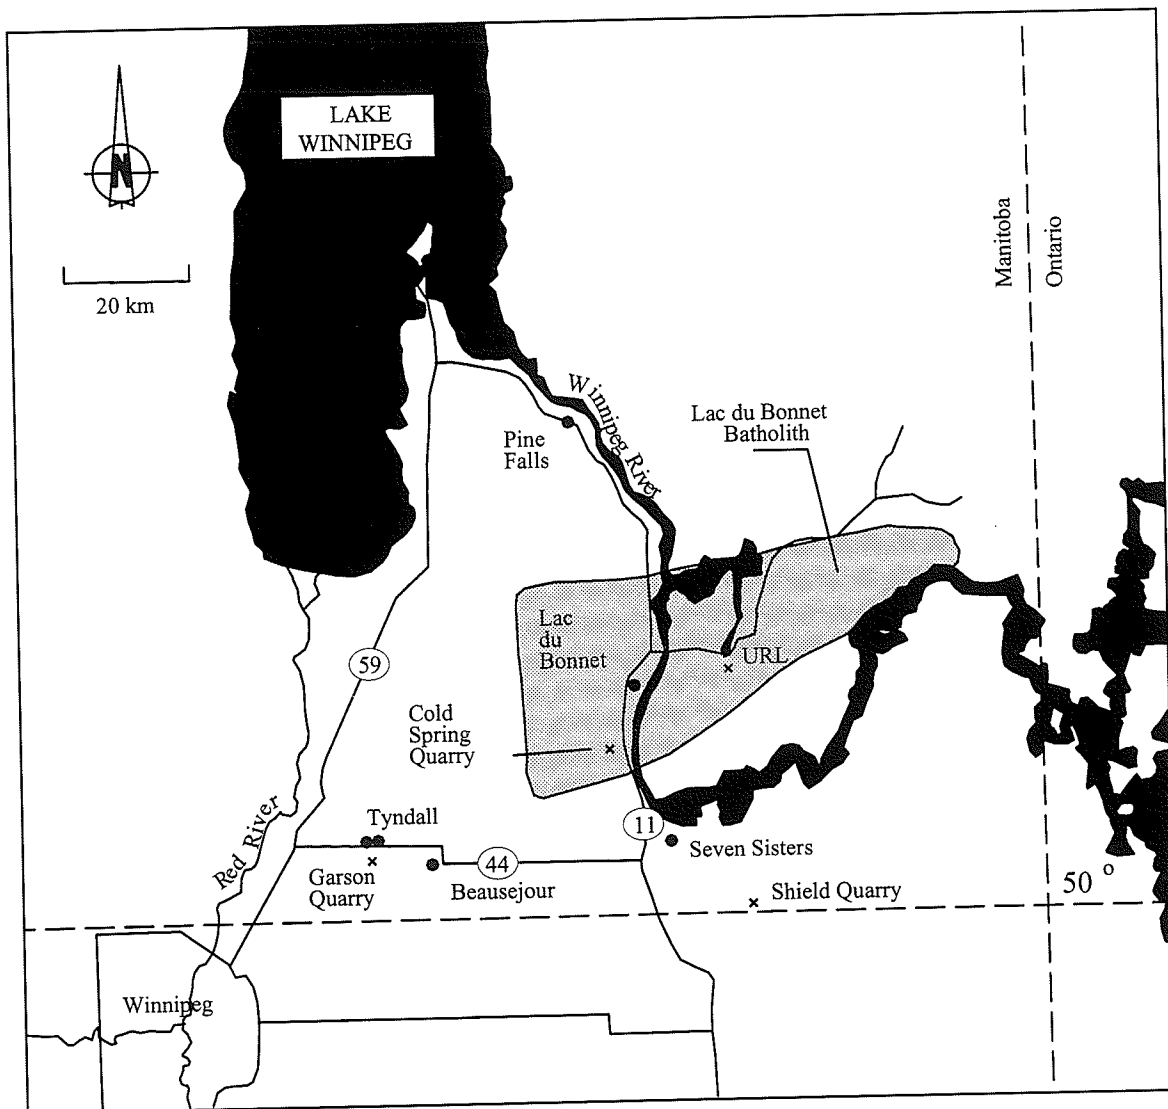 LAKE
WINNIPEG
N
20 km
Manitoba
Ontario
Winnipeg River
Lac du Bonnet
Batholith
Pine
Falls
Lac
du
Bonnet
URL
59
Cold
Spring
Quarry
Red River
Tyndall
11
Seven Sisters
44
Garson
Quarry
Beausejour
Shield Quarry
50 °
Winnipeg